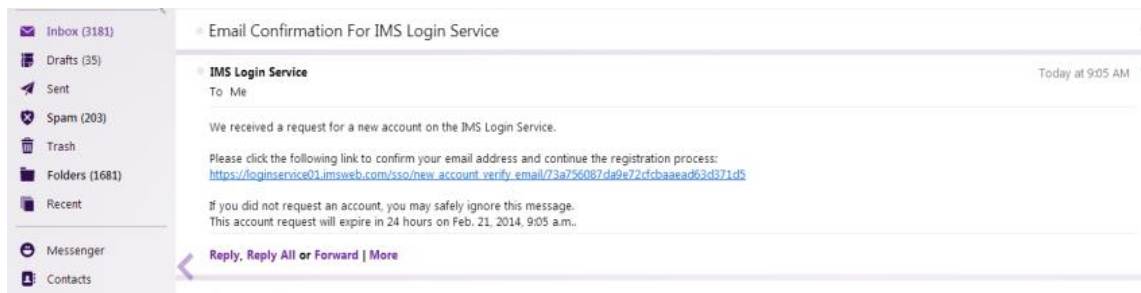 Inbox (3181)
Drafts (35)
Sent
Spam (203)
Trash
Folders (1681)
Recent
Messenger
Contacts
Email Confirmation For IMS Login Service
IMS Login Service
Today at 9:05 AM
To Me
We received a request for a new account on the IMS Login Service.
Please click the following link to confirm your email address and continue the registration process:
https://loginservice01.imsweb.com/sso/new_account_verify_email/73a756087da9e72cfcbaaead63d371d5
If you did not request an account, you may safely ignore this message.
This account request will expire in 24 hours on Feb. 21, 2014, 9:05 a.m..
Reply, Reply All or Forward | More